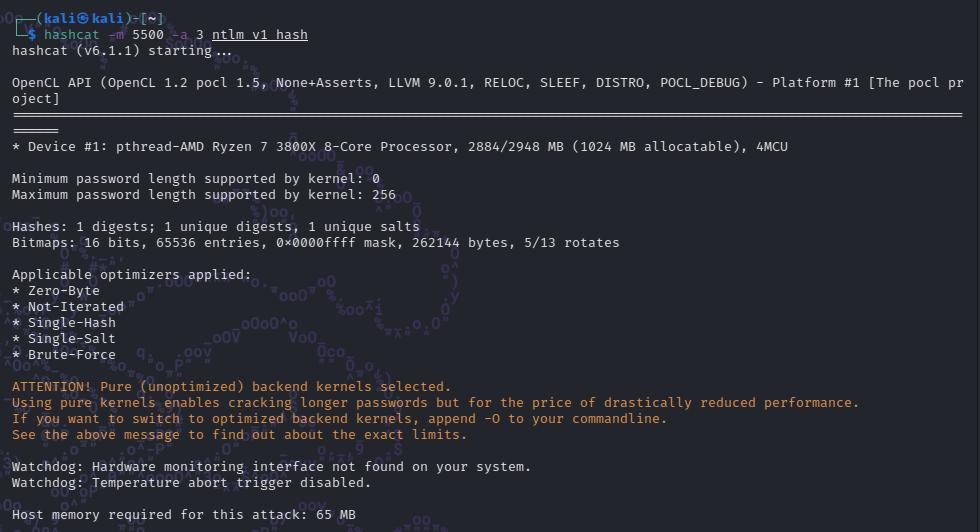 ┌──(kali㉿kali)-[~]
└─$ hashcat -m 5500 -a 3 ntlm_v1_hash
hashcat (v6.1.1) starting...
OpenCL API (OpenCL 1.2 pocl 1.5, None+Asserts, LLVM 9.0.1, RELOC, SLEEF, DISTRO, POCL_DEBUG) - Platform #1 [The pocl pr
oject]
=======================================================================================================================
======
* Device #1: pthread-AMD Ryzen 7 3800X 8-Core Processor, 2884/2948 MB (1024 MB allocatable), 4MCU
Minimum password length supported by kernel: 0
Maximum password length supported by kernel: 256
Hashes: 1 digests; 1 unique digests, 1 unique salts
Bitmaps: 16 bits, 65536 entries, 0x0000ffff mask, 262144 bytes, 5/13 rotates
Applicable optimizers applied:
* Zero-Byte
* Not-Iterated
* Single-Hash
* Single-Salt
* Brute-Force
ATTENTION! Pure (unoptimized) backend kernels selected.
Using pure kernels enables cracking longer passwords but for the price of drastically reduced performance.
If you want to switch to optimized backend kernels, append -O to your commandline.
See the above message to find out about the exact limits.
Watchdog: Hardware monitoring interface not found on your system.
Watchdog: Temperature abort trigger disabled.
Host memory required for this attack: 65 MB